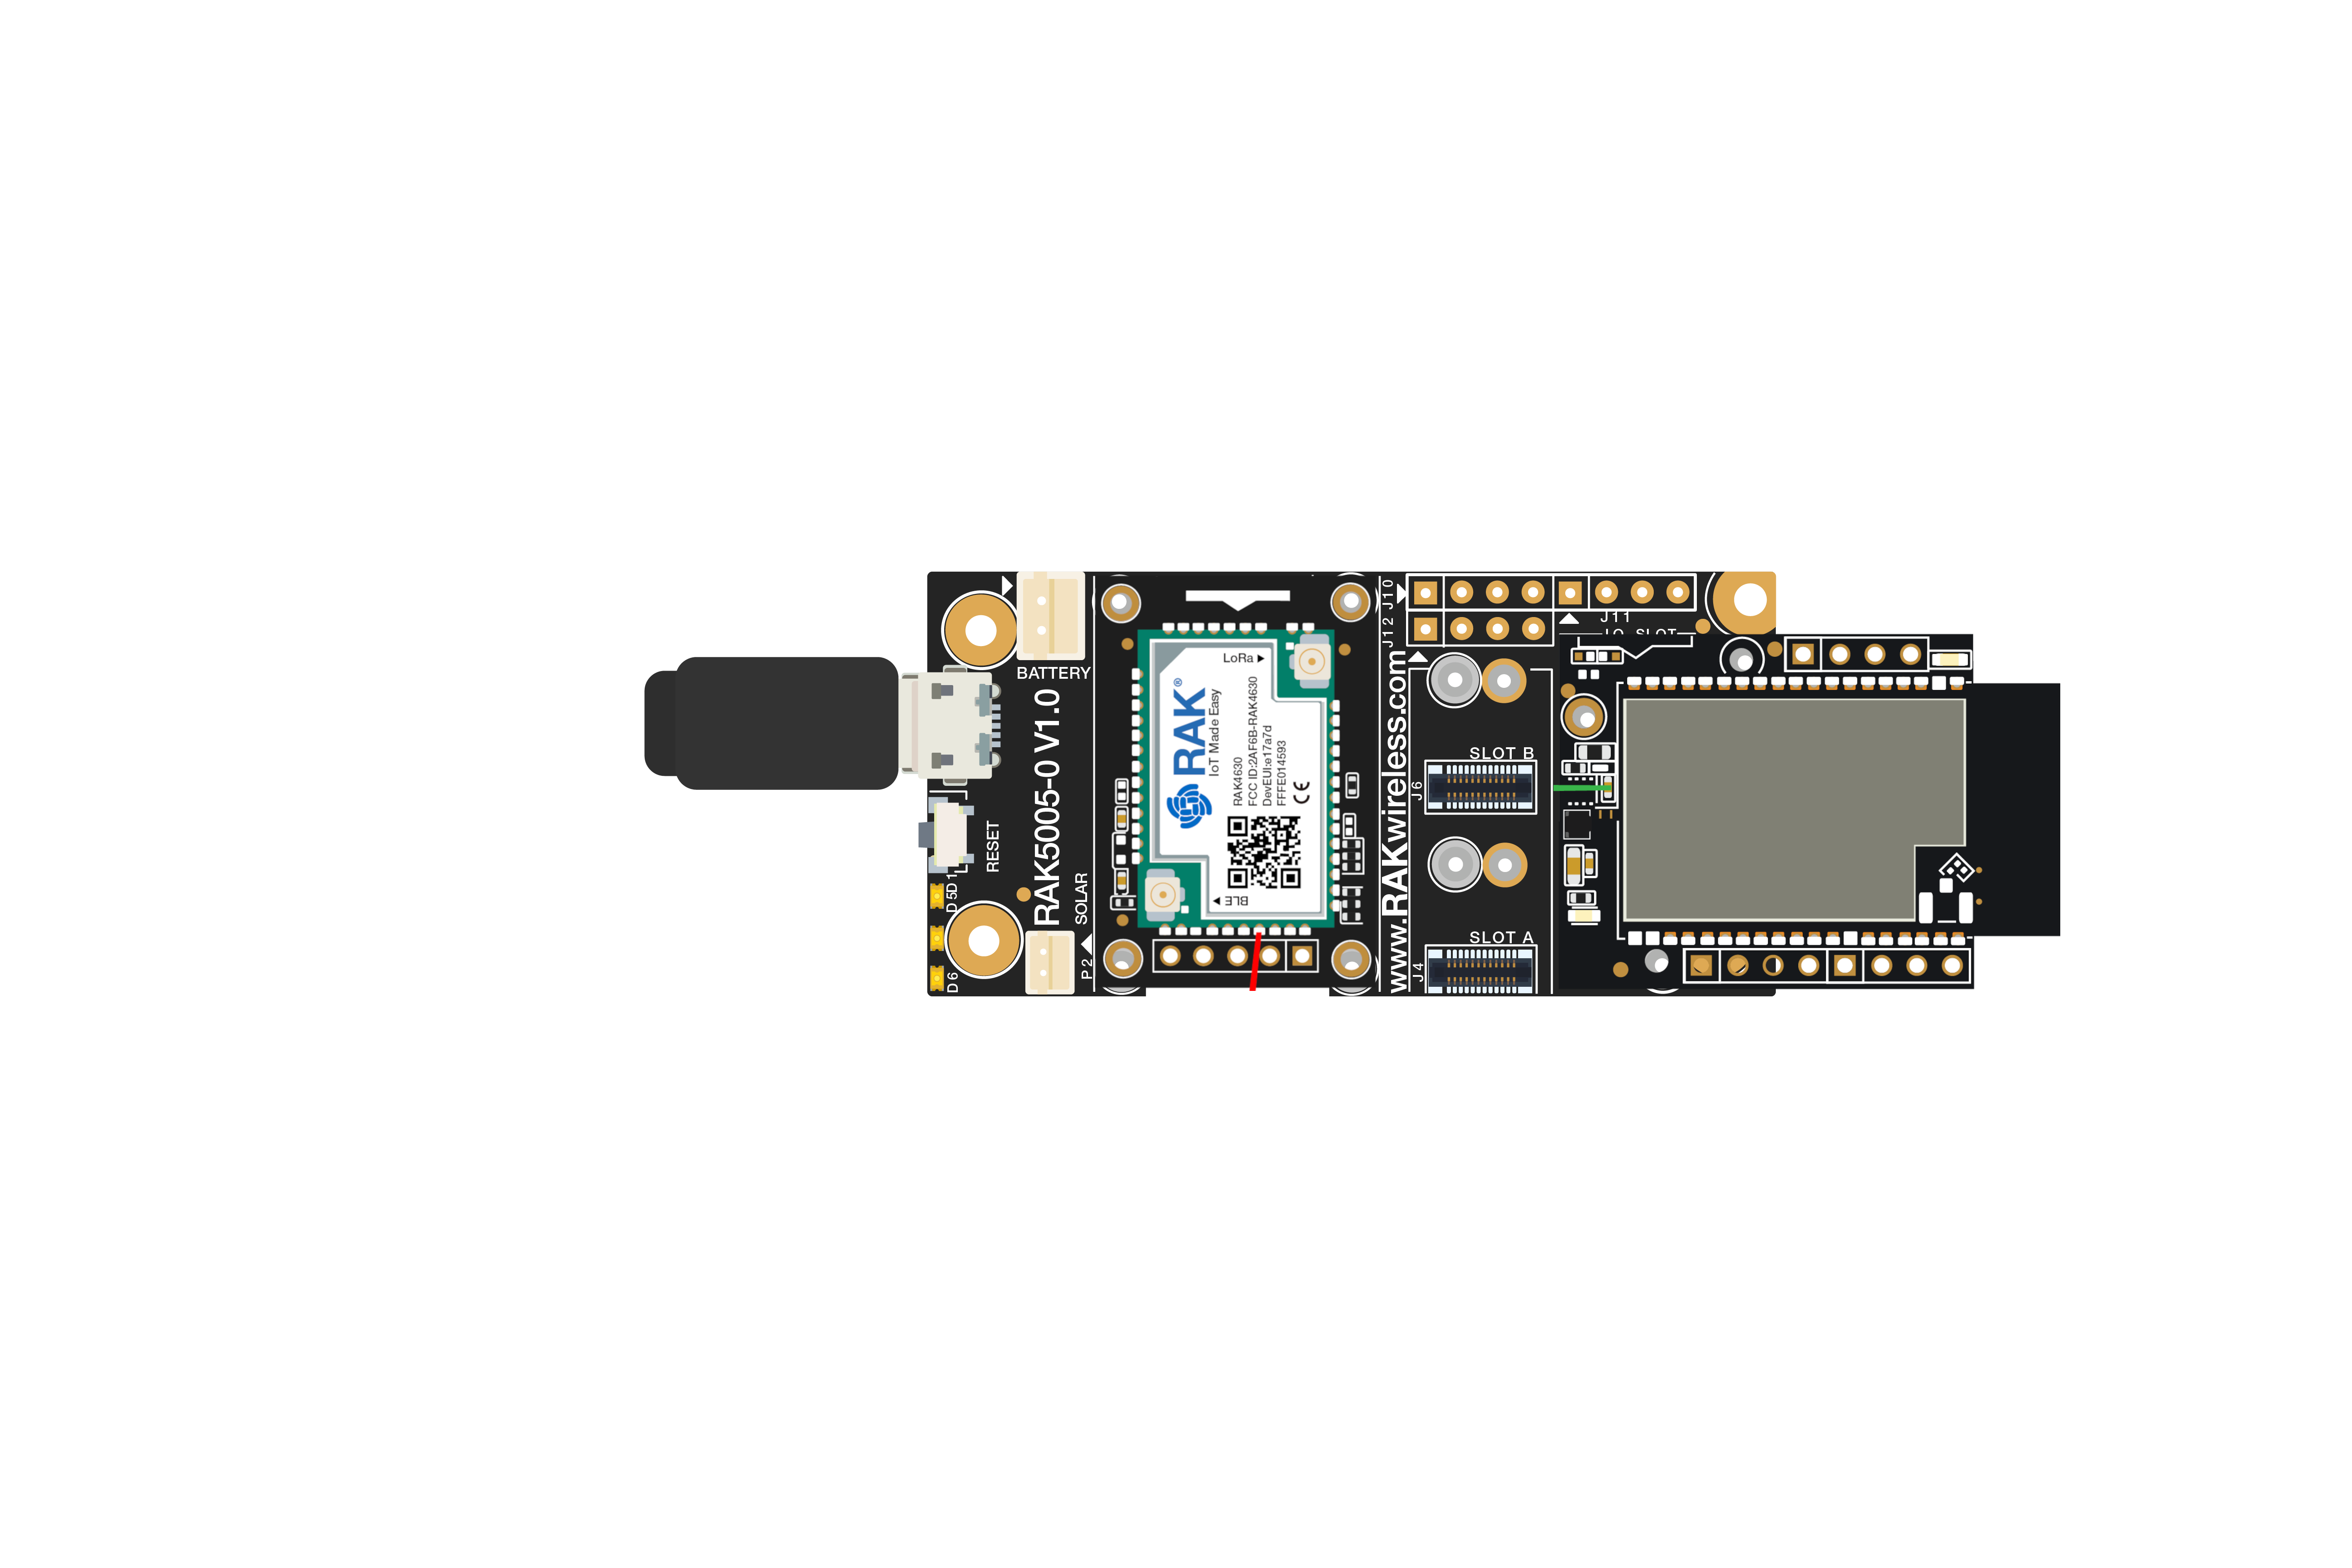 BATTERY
RAK5005-0 V1.0
RESET
SOLAR
D1
D5
D6
P2
LoRa ▸
RAK®
IoT Made Easy
RAK4630
FCC ID:2AF6B-RAK4630
DevEUI:e17a7d
FFFE014593
CE
BLE ▸
www.RAKwireless.com
J10
J12
J11
IO SLOT
SLOT B
J6
SLOT A
J4